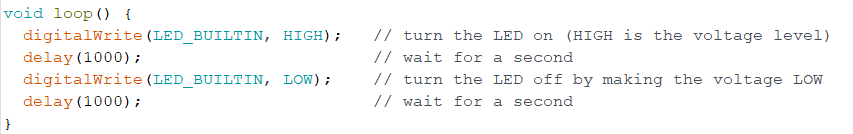 void loop() {
  digitalWrite(LED_BUILTIN, HIGH);   // turn the LED on (HIGH is the voltage level)
  delay(1000);                       // wait for a second
  digitalWrite(LED_BUILTIN, LOW);    // turn the LED off by making the voltage LOW
  delay(1000);                       // wait for a second
}